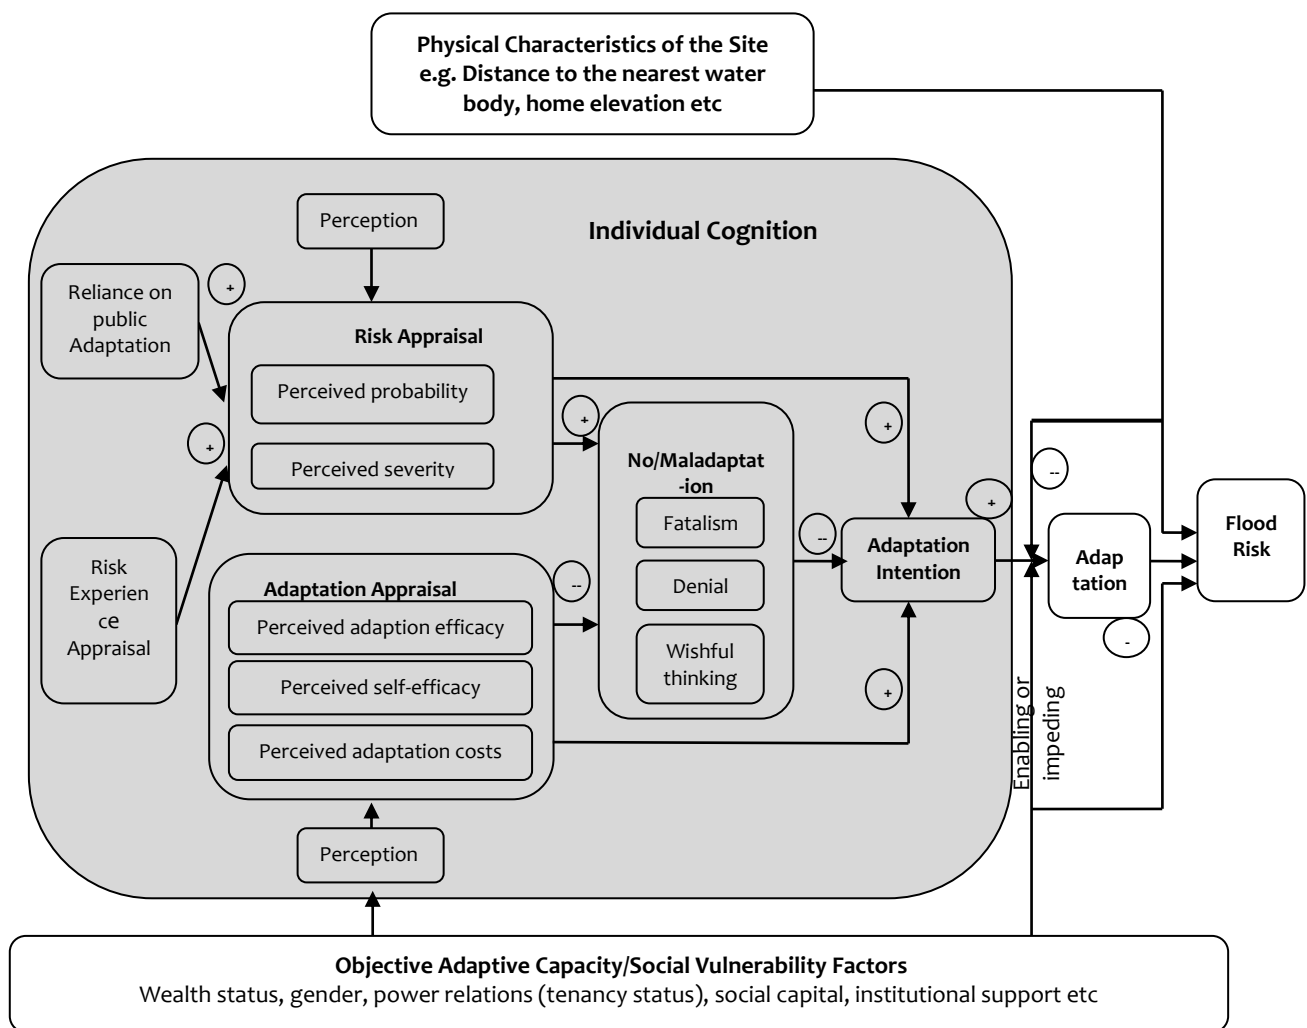 Physical Characteristics of the Site
e.g. Distance to the nearest water
body, home elevation etc
Perception
Individual Cognition
Reliance on
public
Adaptation
+
Risk Appraisal
Perceived probability
Perceived severity
+
+
+
No/Maladaptat
-ion
Fatalism
Denial
Wishful
thinking
Risk
Experien
ce
Appraisal
Adaptation Appraisal
Perceived adaption efficacy
Perceived self-efficacy
Perceived adaptation costs
--
--
+
Adaptation
Intention
+
--
Adap
tation
-
Flood
Risk
Enabling or
impeding
Perception
Objective Adaptive Capacity/Social Vulnerability Factors
Wealth status, gender, power relations (tenancy status), social capital, institutional support etc